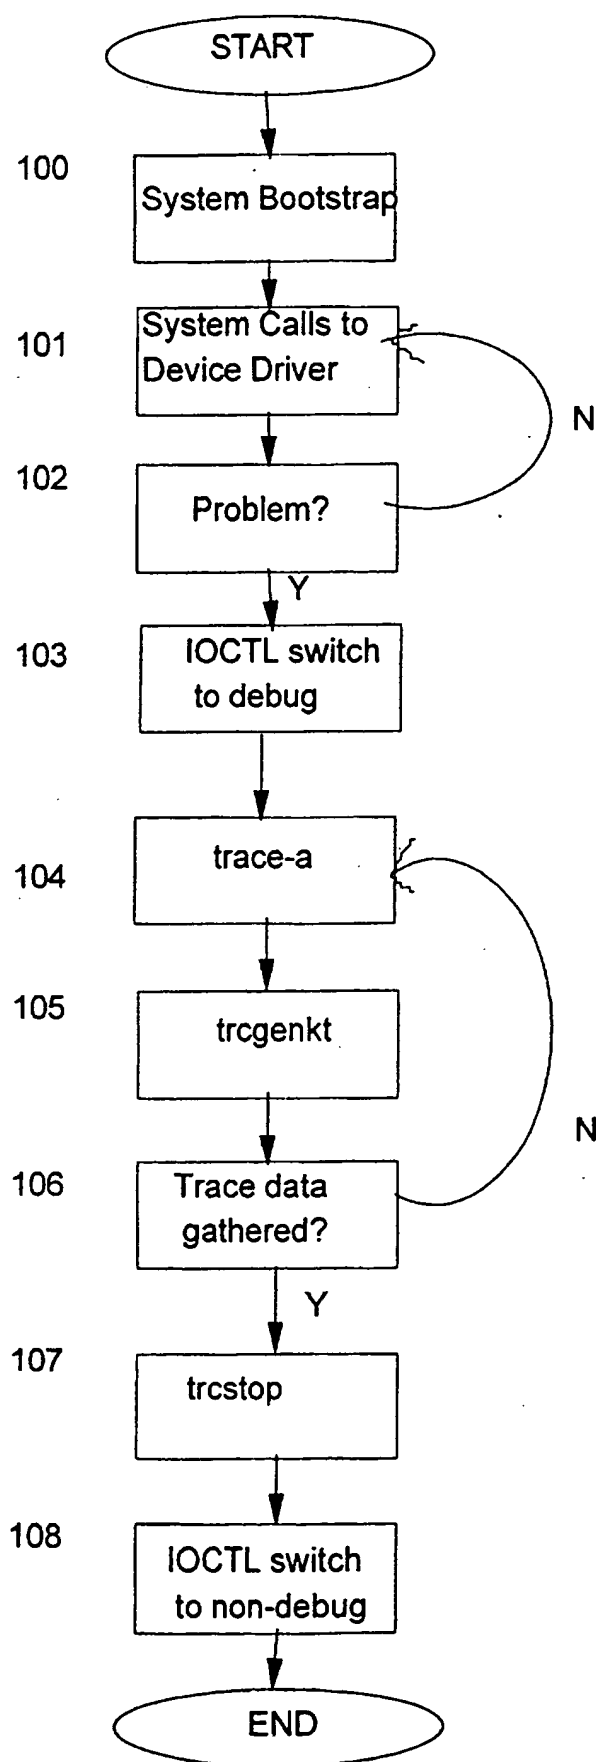 START
100
System Bootstrap
101
System Calls to
Device Driver
N
102
Problem?
Y
103
IOCTL switch
to debug
104
trace-a
105
trcgenkt
N
106
Trace data
gathered?
Y
107
trcstop
108
IOCTL switch
to non-debug
END